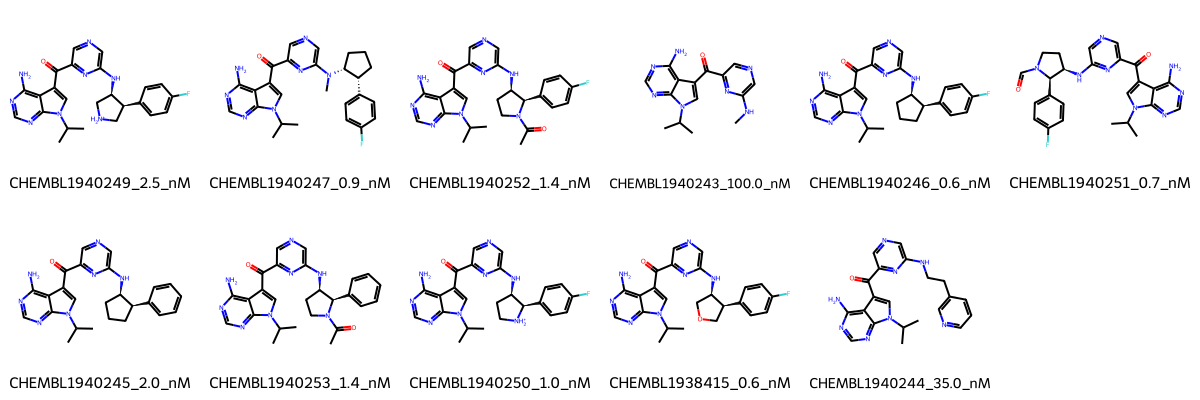 CHEMBL1940249_2.5_nM
CHEMBL1940247_0.9_nM
CHEMBL1940252_1.4_nM
CHEMBL1940243_100.0_nM
CHEMBL1940246_0.6_nM
CHEMBL1940251_0.7_nM
CHEMBL1940245_2.0_nM
CHEMBL1940253_1.4_nM
CHEMBL1940250_1.0_nM
CHEMBL1938415_0.6_nM
CHEMBL1940244_35.0_nM